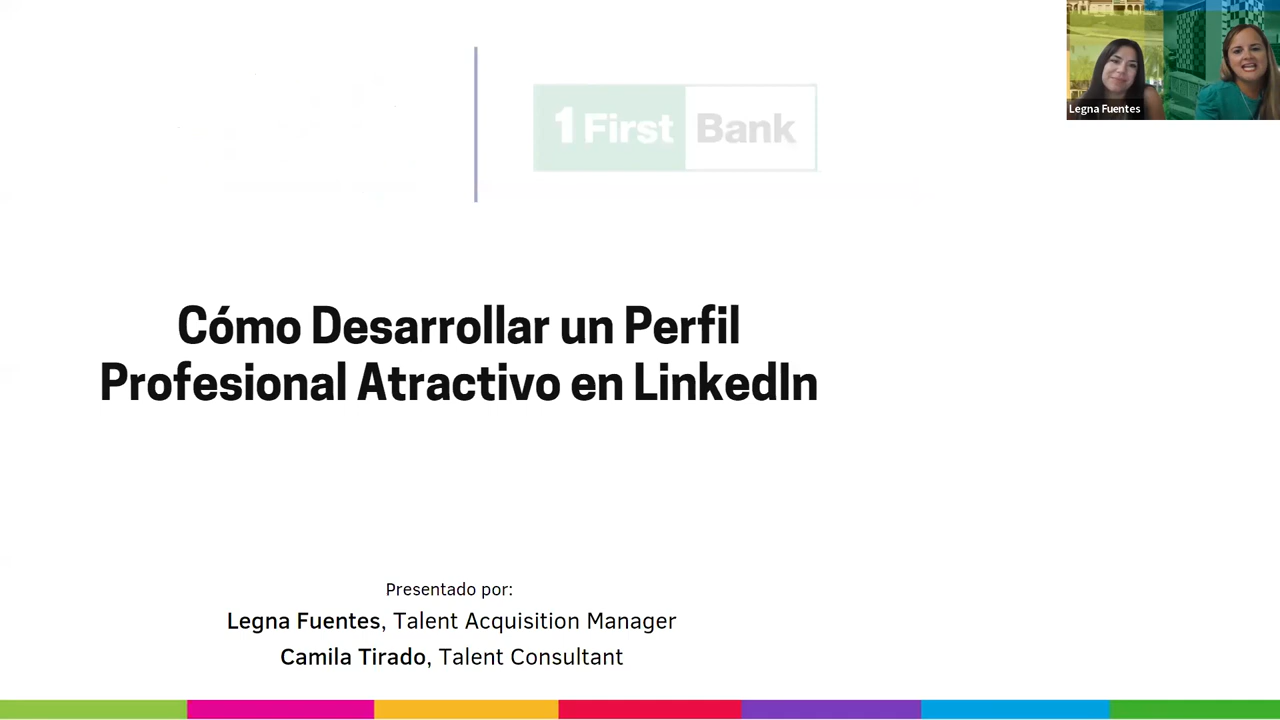 1 First Bank
Legna Fuentes
Cómo Desarrollar un Perfil
Profesional Atractivo en LinkedIn
Presentado por:
Legna Fuentes, Talent Acquisition Manager
Camila Tirado, Talent Consultant